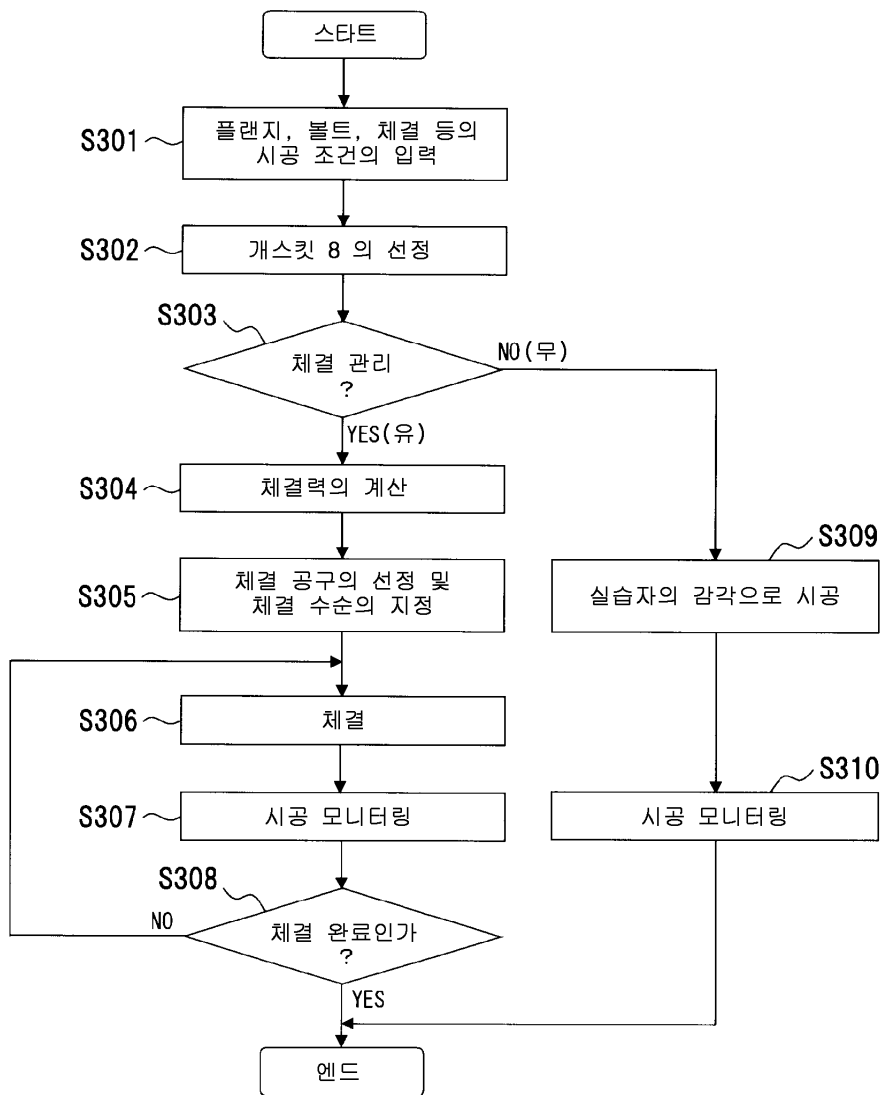 스타트
S301
플랜지, 볼트, 체결 등의
시공 조건의 입력
S302
개스킷 8 의 선정
S303
체결 관리
?
NO(무)
YES(유)
S304
체결력의 계산
S305
체결 공구의 선정 및
체결 수순의 지정
S309
실습자의 감각으로 시공
S306
체결
S307
시공 모니터링
S310
시공 모니터링
S308
체결 완료인가
?
NO
YES
엔드